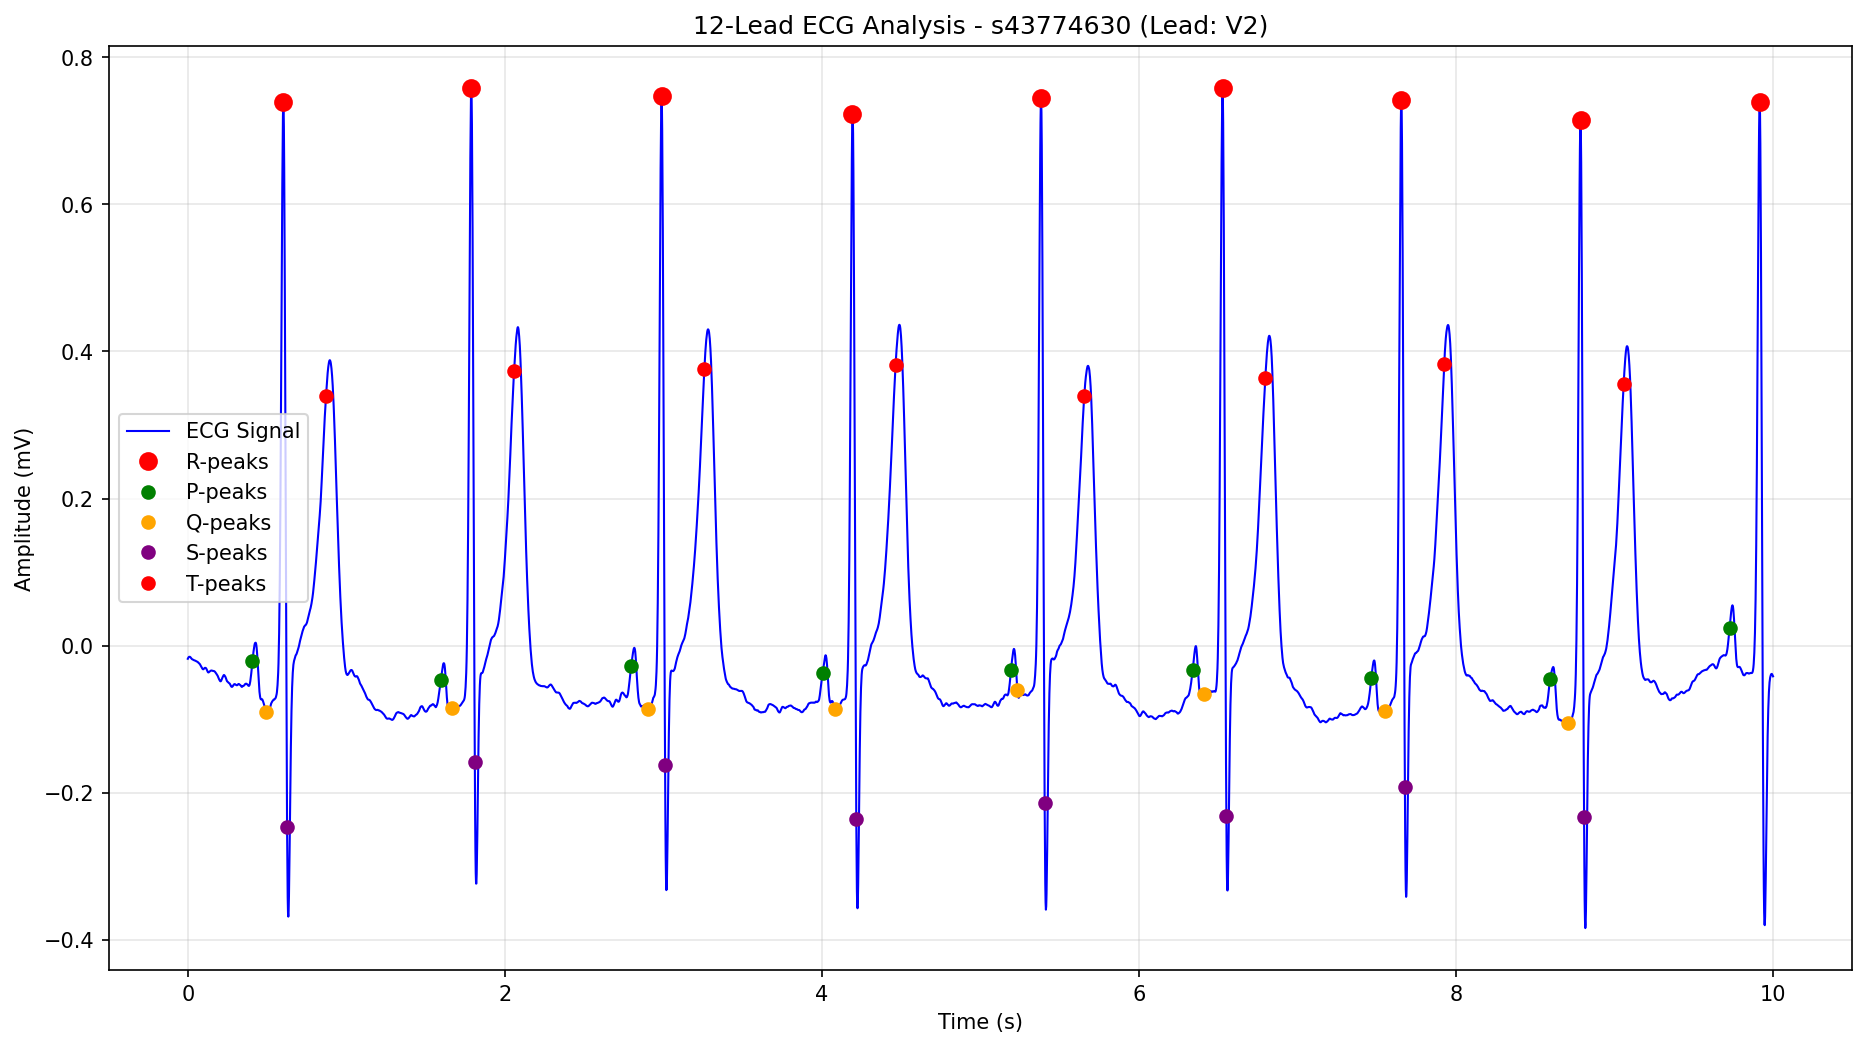 12-Lead ECG Analysis - s43774630 (Lead: V2)
0.8
0.6
0.4
0.2
0.0
−0.2
−0.4
Amplitude (mV)
ECG Signal
R-peaks
P-peaks
Q-peaks
S-peaks
T-peaks
0 2 4 6 8 10
Time (s)